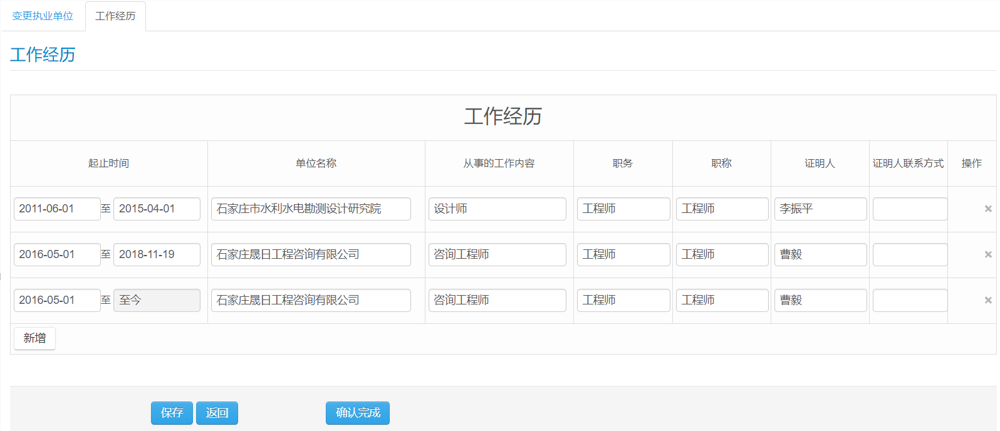 变更执业单位 工作经历
工作经历
工作经历
起止时间 单位名称 从事的工作内容 职务 职称 证明人 证明人联系方式 操作
2011-06-01 至 2015-04-01 石家庄市水利水电勘测设计研究院 设计师 工程师 工程师 李振平 ×
2016-05-01 至 2018-11-19 石家庄晟日工程咨询有限公司 咨询工程师 工程师 工程师 曹毅 ×
2016-05-01 至 至今 石家庄晟日工程咨询有限公司 咨询工程师 工程师 工程师 曹毅 ×
新增
保存 返回 确认完成